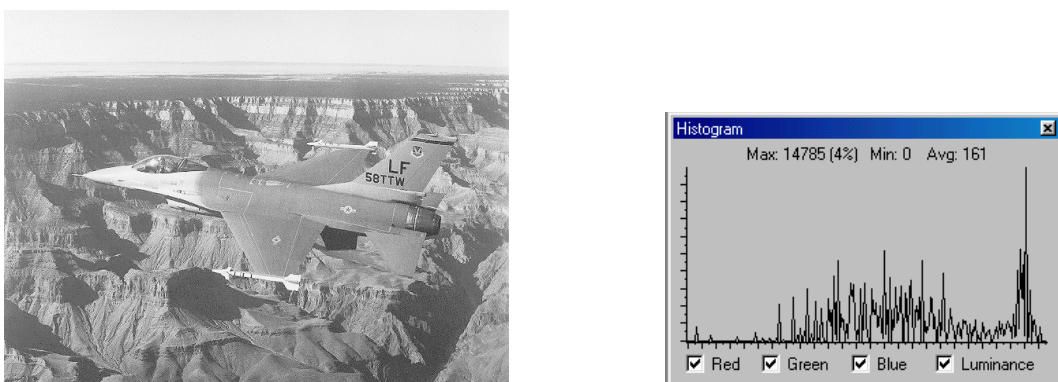 LF
58TTW
Histogram
Max: 14785 (4%) Min: 0 Avg: 161
Red Green Blue Luminance